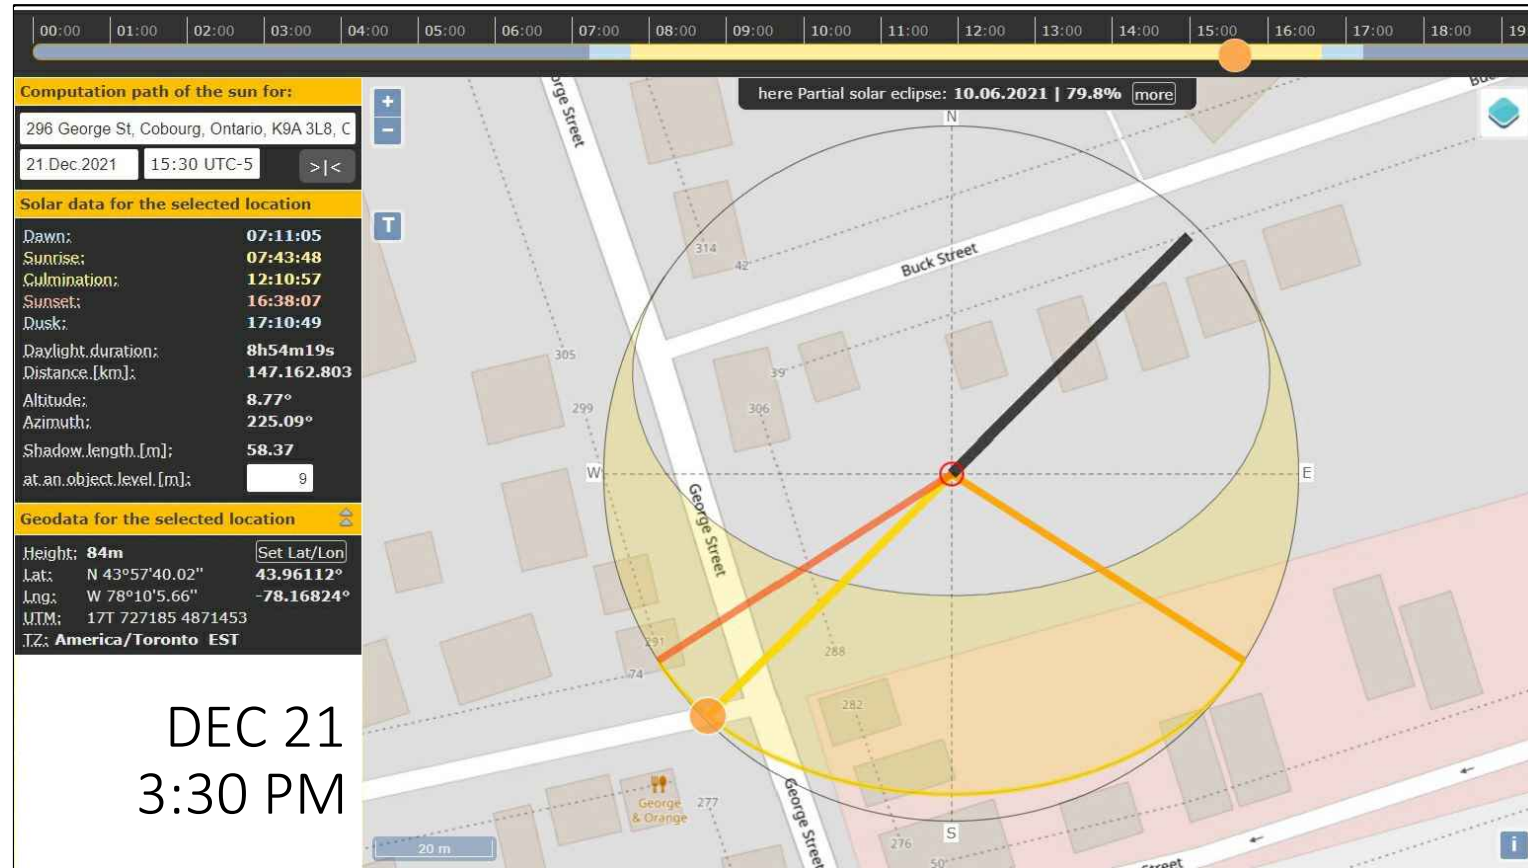 00:00 01:00 02:00 03:00 04:00 05:00 06:00 07:00 08:00 09:00 10:00 11:00 12:00 13:00 14:00 15:00 16:00 17:00 18:00 19
Computation path of the sun for:
296 George St, Cobourg, Ontario, K9A 3L8, C
21.Dec.2021 15:30 UTC-5 >|<
Solar data for the selected location
Dawn: 07:11:05
Sunrise: 07:43:48
Culmination: 12:10:57
Sunset: 16:38:07
Dusk: 17:10:49
Daylight duration: 8h54m19s
Distance [km]: 147.162.803
Altitude: 8.77°
Azimuth: 225.09°
Shadow length [m]: 58.37
at an object level [m]: 9
Geodata for the selected location
Height: 84m Set Lat/Lon
Lat: N 43°57'40.02" 43.96112°
Lng: W 78°10'5.66" -78.16824°
UTM: 17T 727185 4871453
TZ: America/Toronto EST
DEC 21
3:30 PM
+
−
T
here Partial solar eclipse: 10.06.2021 | 79.8% more
N
rge Street
Bu
314
42
Buck Street
305
39
299
306
W
E
George Street
291
288
74
282
George
& Orange
277
George Street
S
276
50
Street
20 m
i